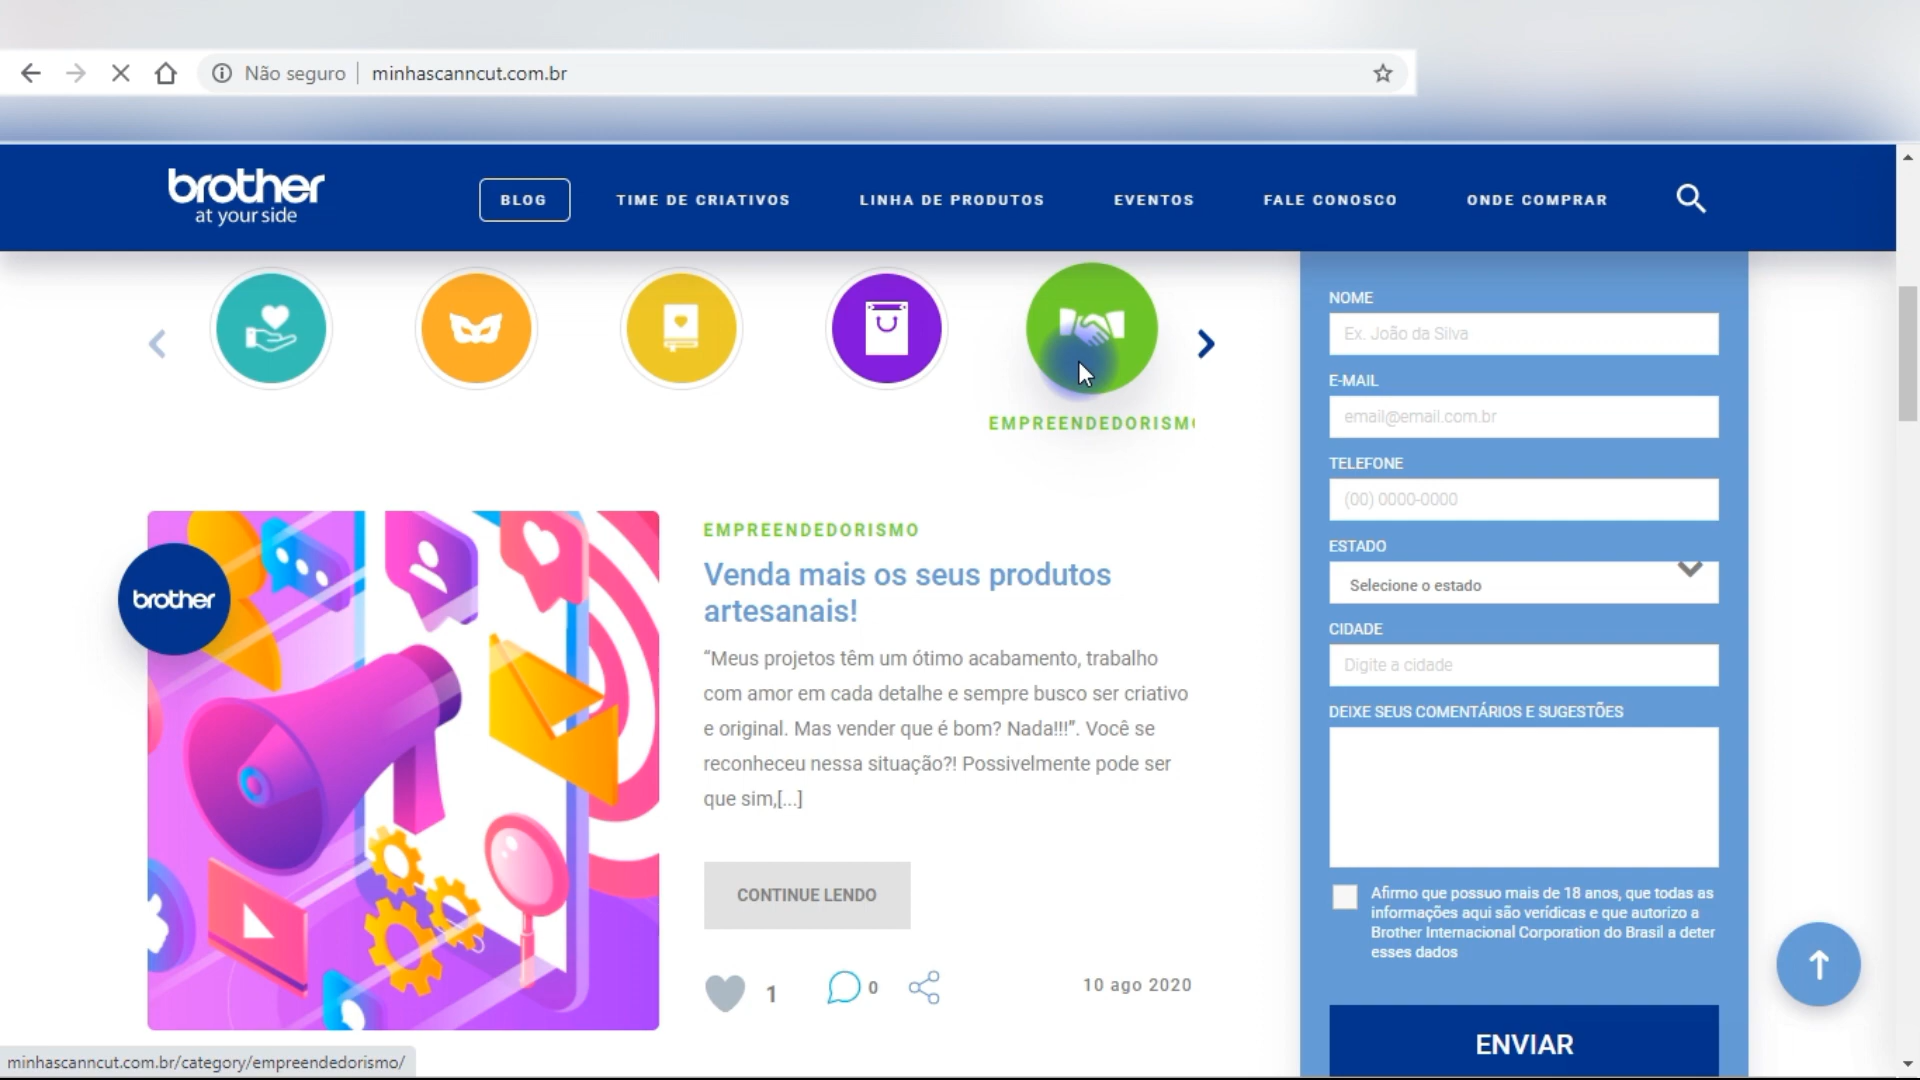 Não seguro
minhascanncut.com.br
brother
at your side
BLOG
TIME DE CRIATIVOS
LINHA DE PRODUTOS
EVENTOS
FALE CONOSCO
ONDE COMPRAR
EMPREENDEDORISMO
brother
EMPREENDEDORISMO
Venda mais os seus produtos
artesanais!
“Meus projetos têm um ótimo acabamento, trabalho
com amor em cada detalhe e sempre busco ser criativo
e original. Mas vender que é bom? Nada!!!”. Você se
reconheceu nessa situação?! Possivelmente pode ser
que sim,[...]
CONTINUE LENDO
1
0
10 ago 2020
NOME
Ex. João da Silva
E-MAIL
email@email.com.br
TELEFONE
(00) 0000-0000
ESTADO
Selecione o estado
CIDADE
Digite a cidade
DEIXE SEUS COMENTÁRIOS E SUGESTÕES
Afirmo que possuo mais de 18 anos, que todas as
informações aqui são verídicas e que autorizo a
Brother Internacional Corporation do Brasil a deter
esses dados
ENVIAR
minhascanncut.com.br/category/empreendedorismo/